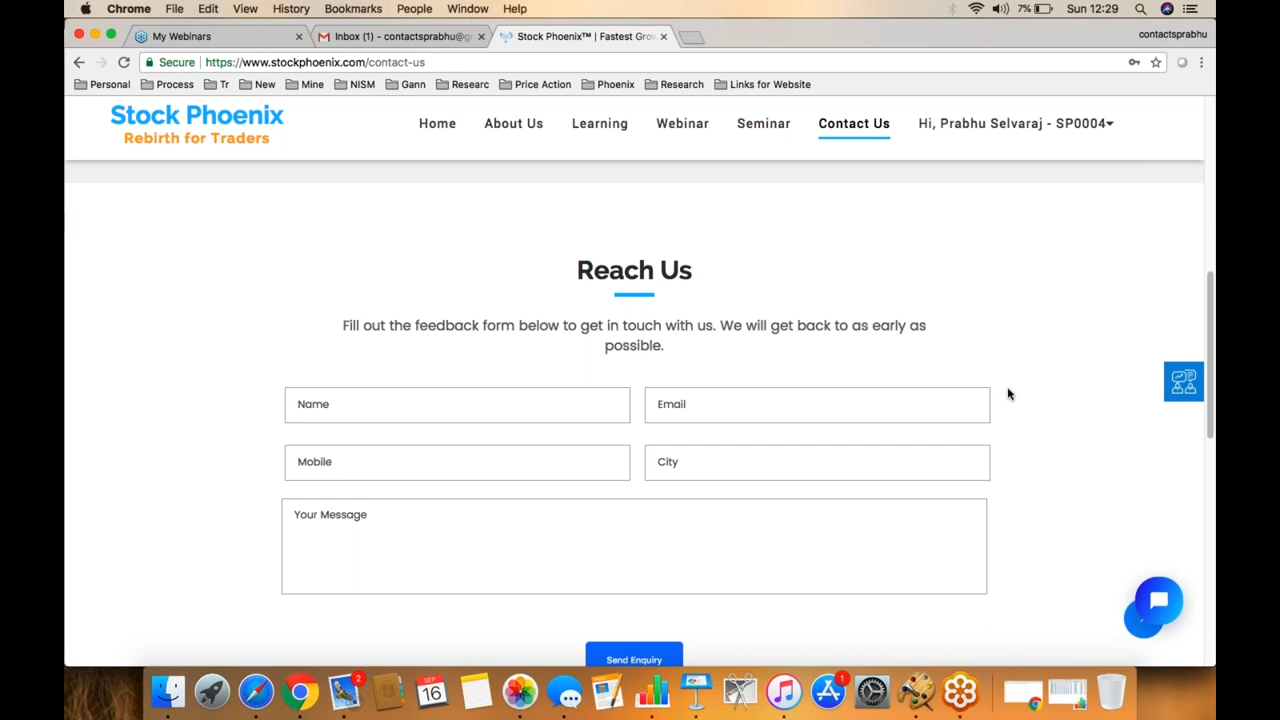 Chrome File Edit View History Bookmarks People Window Help 7% Sun 12:29
My Webinars Inbox (1) - contactsprabhu@g Stock Phoenix™ | Fastest Gro contactsprabhu
Secure https://www.stockphoenix.com/contact-us
Personal Process Tr New Mine NISM Gann Researc Price Action Phoenix Research Links for Website
Stock Phoenix
Rebirth for Traders
Home About Us Learning Webinar Seminar Contact Us Hi, Prabhu Selvaraj - SP0004
Reach Us
Fill out the feedback form below to get in touch with us. We will get back to as early as
possible.
Name Email
Mobile City
Your Message
Send Enquiry
2 SEP 16 1